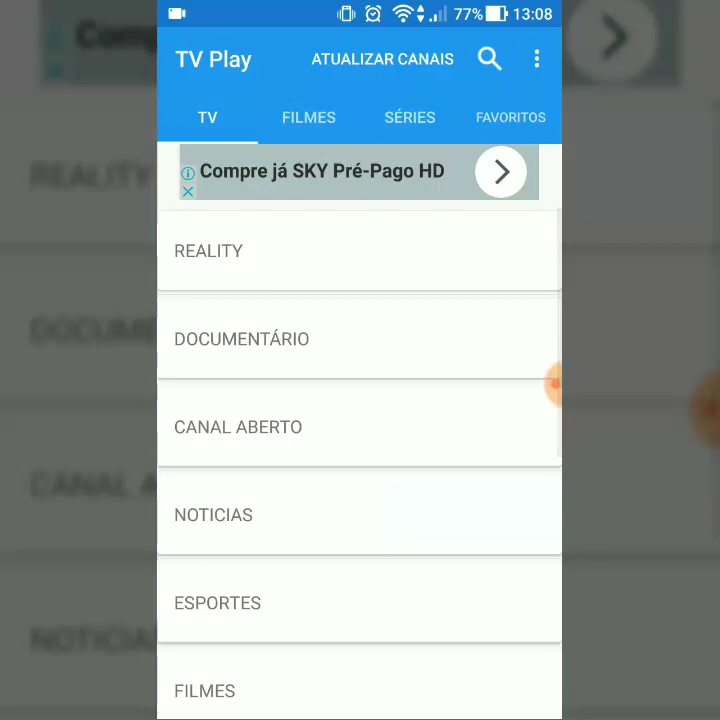 77% 13:08
TV Play ATUALIZAR CANAIS
TV FILMES SÉRIES FAVORITOS
Compre já SKY Pré-Pago HD
REALITY
DOCUMENTÁRIO
CANAL ABERTO
NOTICIAS
ESPORTES
FILMES